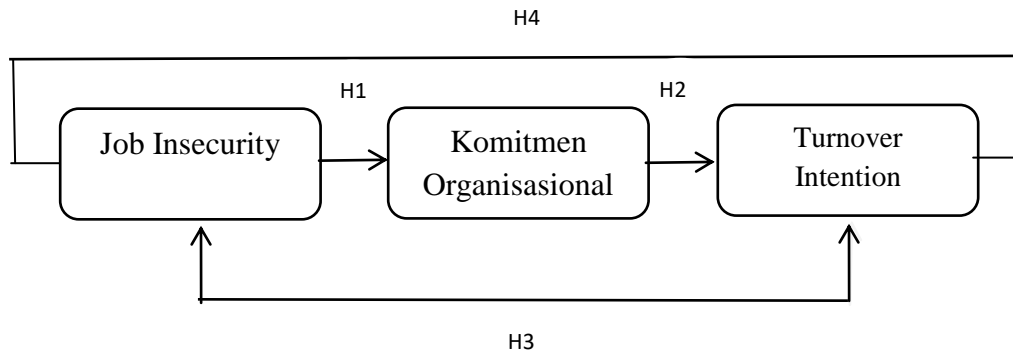 H4
H1
H2
Job Insecurity
Komitmen
Organisasional
Turnover
Intention
H3